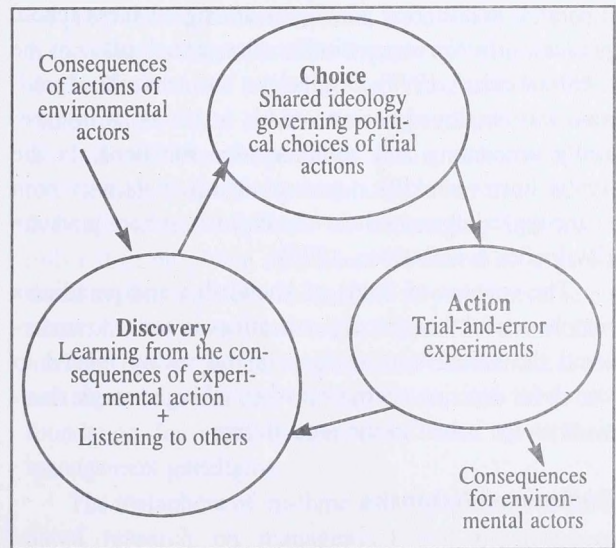 Consequences
of actions of
environmental
actors
Choice
Shared ideology
governing politi-
cal choices of trial
actions
Action
Trial-and-error
experiments
Discovery
Learning from the con-
sequence of experi-
mental action
+
Listening to others
Consequences
for environ-
mental actors